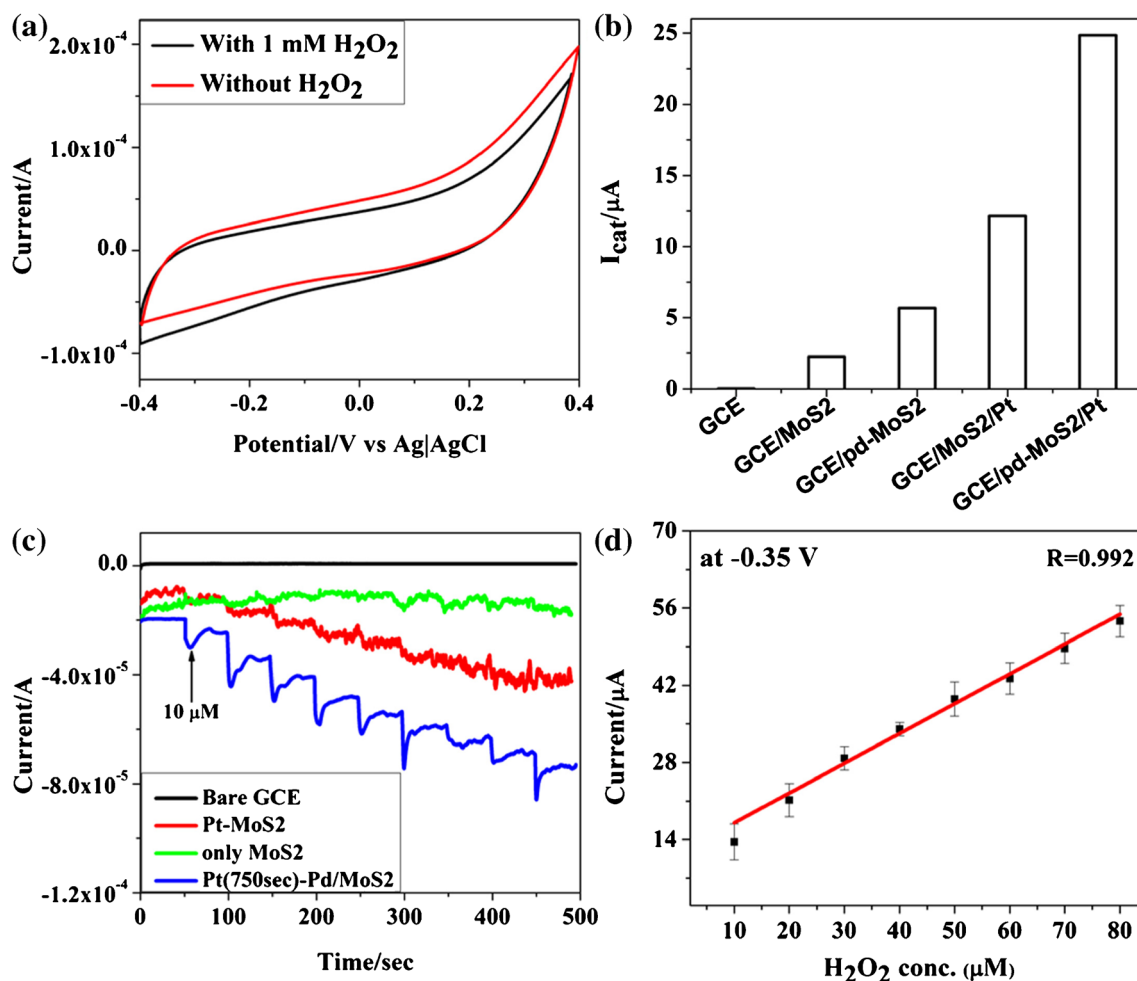 (a)
With 1 mM H2O2
Without H2O2
2.0x10-4
1.0x10-4
0.0
-1.0x10-4
Current/A
-0.4 -0.2 0.0 0.2 0.4
Potential/V vs Ag|AgCl
(b)
25
20
15
10
5
0
Icat/μA
GCE
GCE/MoS2
GCE/pd-MoS2
GCE/MoS2/Pt
GCE/pd-MoS2/Pt
(c)
0.0
-4.0x10-5
-8.0x10-5
-1.2x10-4
Current/A
10 μM
Bare GCE
Pt-MoS2
only MoS2
Pt(750sec)-Pd/MoS2
0 100 200 300 400 500
Time/sec
(d)
at -0.35 V
R=0.992
70
56
42
28
14
Current/μA
10 20 30 40 50 60 70 80
H2O2 conc. (μM)